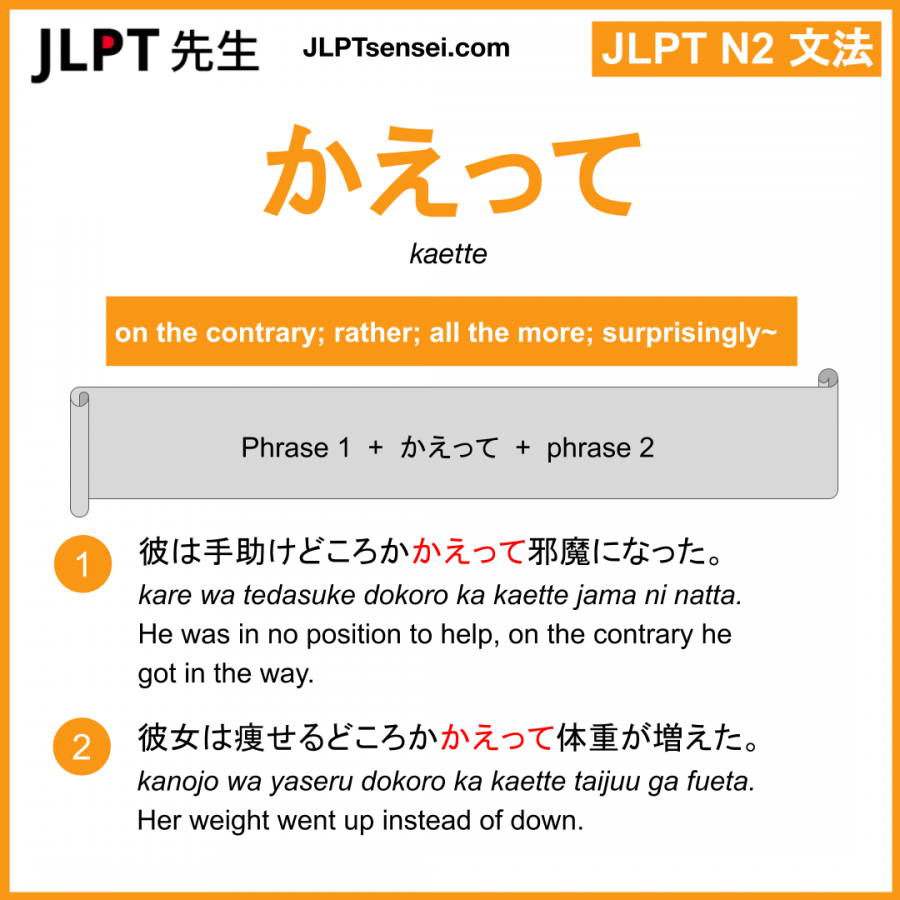 JLPT 先生
JLPTsensei.com
JLPT N2 文法
かえって
kaette
on the contrary; rather; all the more; surprisingly~
Phrase 1 + かえって + phrase 2
1
彼は手助けどころかかえって邪魔になった。
kare wa tedasuke dokoro ka kaette jama ni natta.
He was in no position to help, on the contrary he
got in the way.
2
彼女は痩せるどころかかえって体重が増えた。
kanojo wa yaseru dokoro ka kaette taijuu ga fueta.
Her weight went up instead of down.